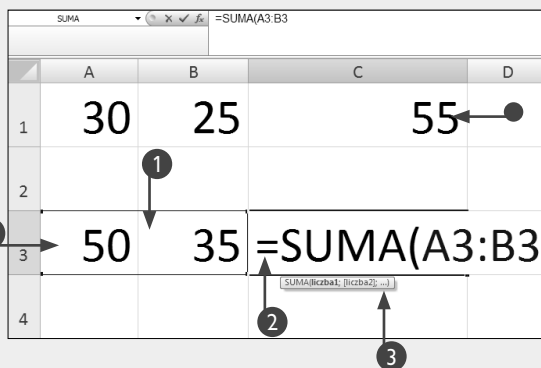 SUMA fx =SUMA(A3:B3
A B C D
1 30 25 55
1
2
3 50 35 =SUMA(A3:B3
SUMA(liczba1; [liczba2]; ...)
2
4
3